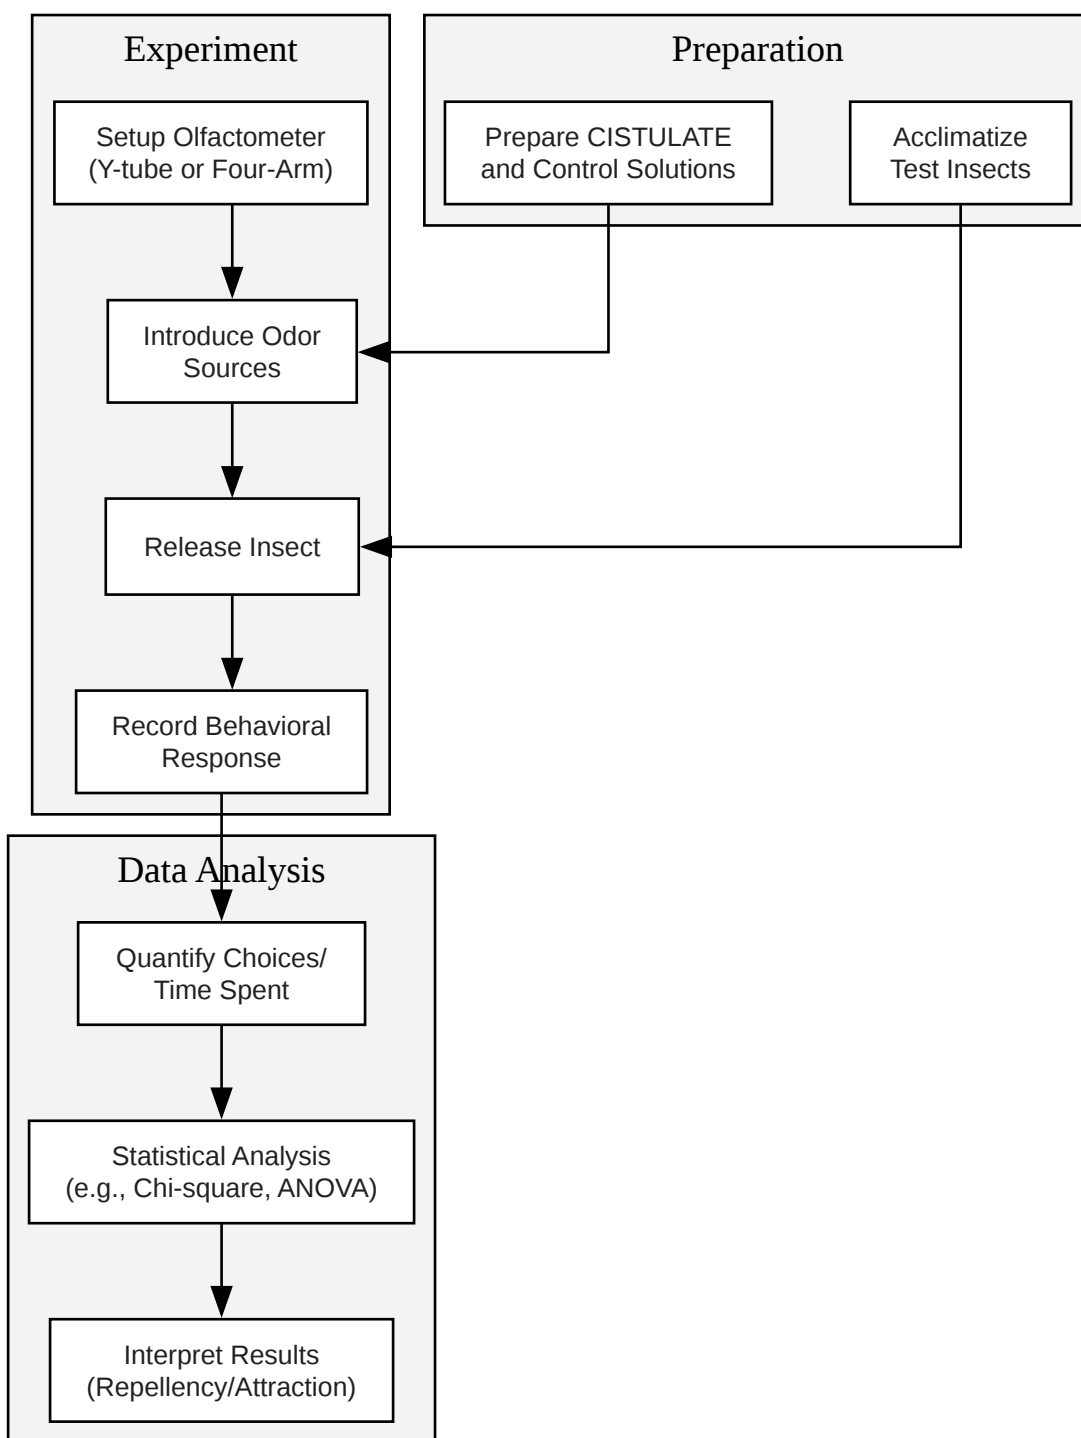 Experiment
Setup Olfactometer
(Y-tube or Four-Arm)
Introduce Odor
Sources
Release Insect
Record Behavioral
Response
Preparation
Prepare CISTULATE
and Control Solutions
Acclimatize
Test Insects
Data Analysis
Quantify Choices/
Time Spent
Statistical Analysis
(e.g., Chi-square, ANOVA)
Interpret Results
(Repellency/Attraction)